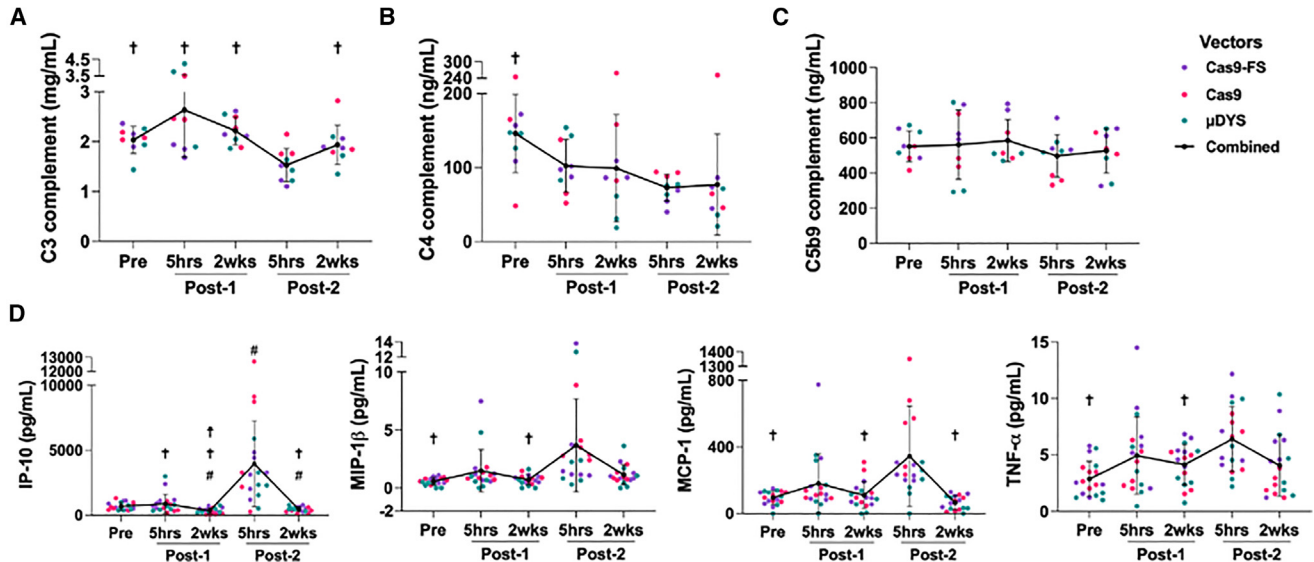 A
C3 complement (mg/mL)
4.5
3.5
3
2
1
0
† † † †
Pre 5hrs 2wks 5hrs 2wks
Post-1 Post-2
B
C4 complement (ng/mL)
300
240
200
100
0
†
Pre 5hrs 2wks 5hrs 2wks
Post-1 Post-2
C
C5b9 complement (ng/mL)
1000
800
600
400
200
0
Pre 5hrs 2wks 5hrs 2wks
Post-1 Post-2
Vectors
Cas9-FS
Cas9
μDYS
Combined
D
IP-10 (pg/mL)
13000
10000
10000
5000
0
#
† † †
# #
Pre 5hrs 2wks 5hrs 2wks
Post-1 Post-2
MIP-1β (pg/mL)
14
12
10
5
0
-2
† †
Pre 5hrs 2wks 5hrs 2wks
Post-1 Post-2
MCP-1 (pg/mL)
1400
800
800
400
0
† † †
Pre 5hrs 2wks 5hrs 2wks
Post-1 Post-2
TNF-α (pg/mL)
15
10
5
0
† †
Pre 5hrs 2wks 5hrs 2wks
Post-1 Post-2